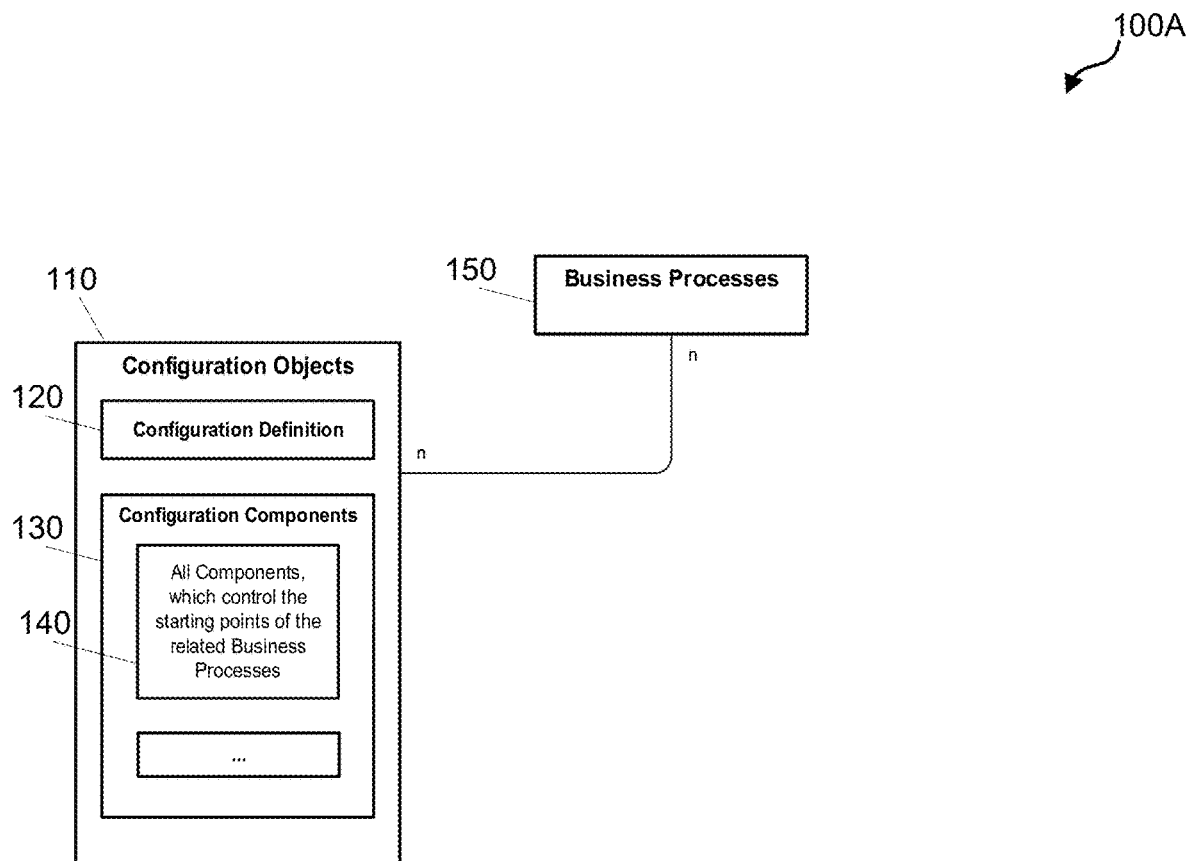 100A
110
150
Business Processes
n
Configuration Objects
120
Configuration Definition
n
130
Configuration Components
All Components,
which control the
starting points of the
140
related Business
Processes
...